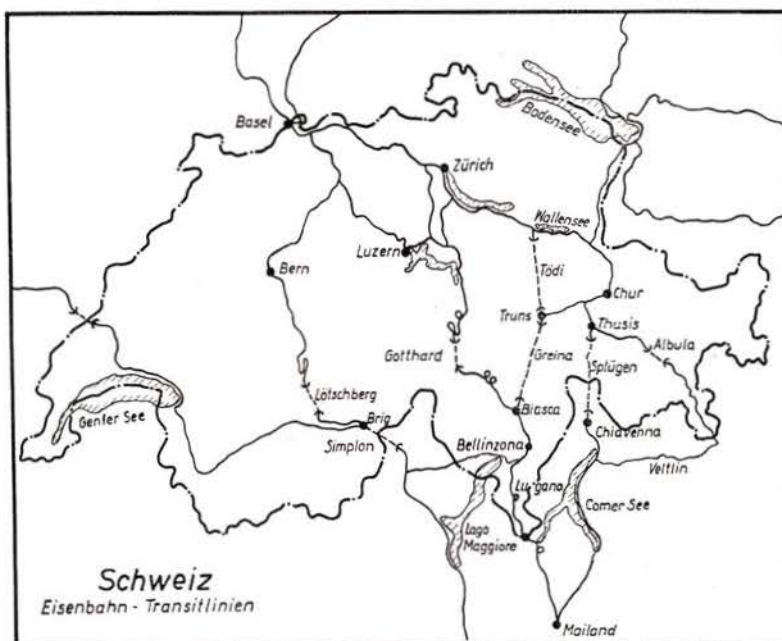 Basel
Bodensee
Zürich
Wallensee
Luzern
Bern
Tödi
Chur
Truns
Thusis
Albula
Gotthard
Greina
Splügen
Lötschberg
Genfer See
Biasca
Brig
Chiavenna
Simplon
Bellinzona
Veltlin
Lugano
Comer See
Lago
Maggiore
Schweiz
Eisenbahn - Transitlinien
Mailand